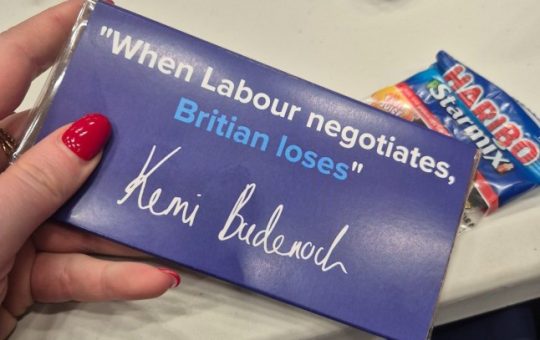 "When Labour negotiates,
Britian loses"
Kemi Badenoch
HARIBO
Starmix